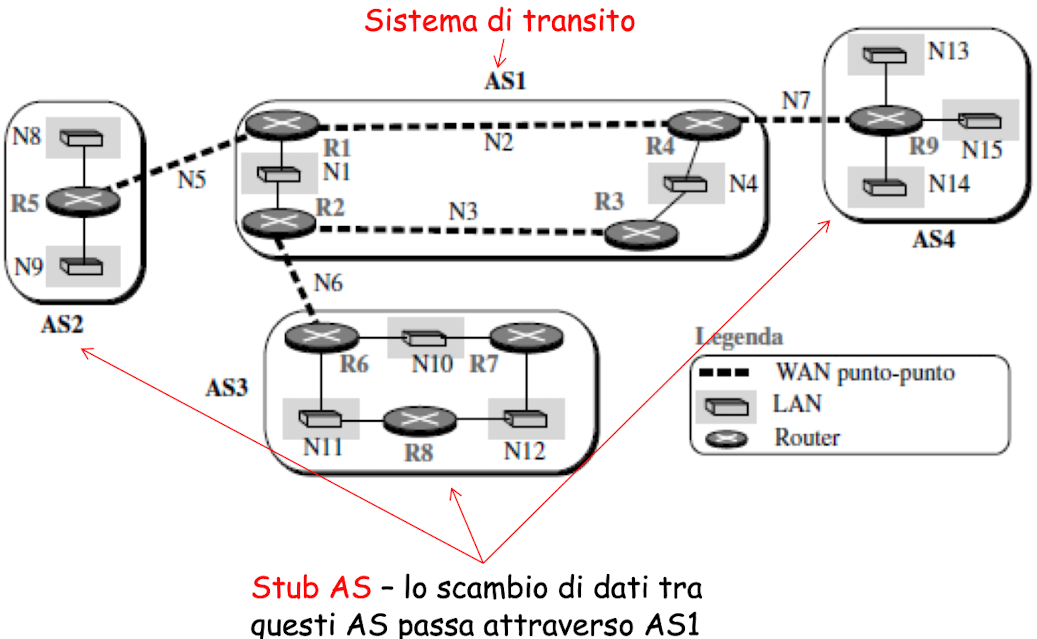 Sistema di transito
AS1
N13
N7
N8
R1
N2
R4
R9
N15
N5
N1
N4
R5
R2
N3
R3
N14
N9
AS4
N6
AS2
Legenda
R6
N10
R7
WAN punto-punto
AS3
LAN
N11
R8
N12
Router
Stub AS – lo scambio di dati tra
questi AS passa attraverso AS1